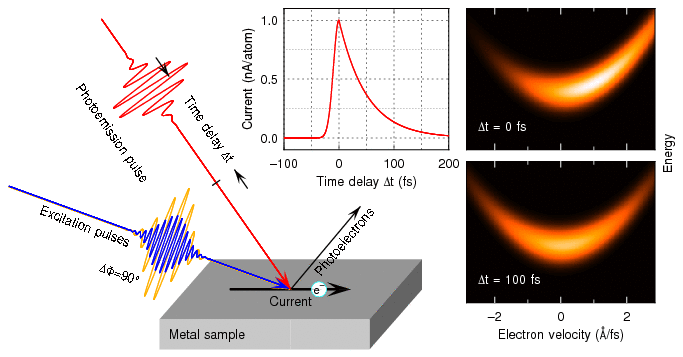 Photoemission pulse
Time delay Δt
Excitation pulses
ΔΦ=90°
Photoelectrons
e⁻
Current
Metal sample
Current (nA/atom)
1.0
0.5
0.0
−100
0
100
200
Time delay Δt (fs)
Δt = 0 fs
Δt = 100 fs
Energy
−2
0
2
Electron velocity (Å/fs)